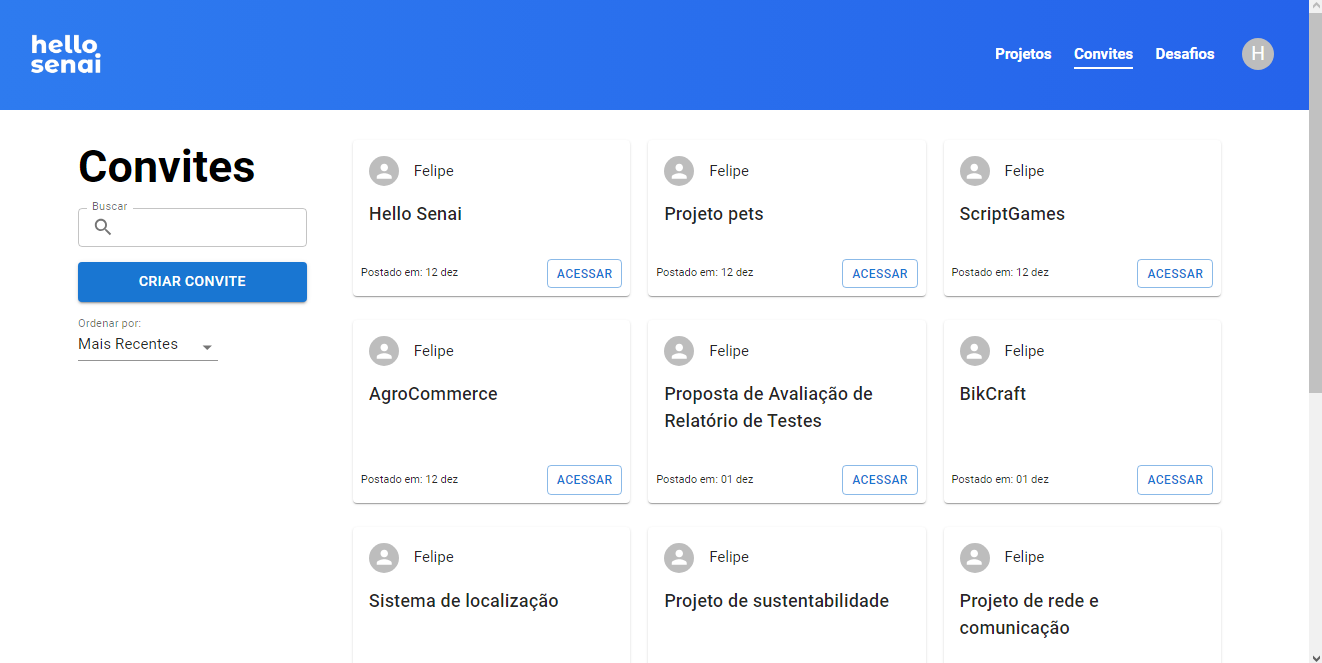 hello
senai
Projetos
Convites
Desafios
H
Convites
Buscar
CRIAR CONVITE
Ordenar por:
Mais Recentes
Felipe
Hello Senai
Postado em: 12 dez
ACESSAR
Felipe
Projeto pets
Postado em: 12 dez
ACESSAR
Felipe
ScriptGames
Postado em: 12 dez
ACESSAR
Felipe
AgroCommerce
Postado em: 12 dez
ACESSAR
Felipe
Proposta de Avaliação de
Relatório de Testes
Postado em: 01 dez
ACESSAR
Felipe
BikCraft
Postado em: 01 dez
ACESSAR
Felipe
Sistema de localização
Felipe
Projeto de sustentabilidade
Felipe
Projeto de rede e
comunicação